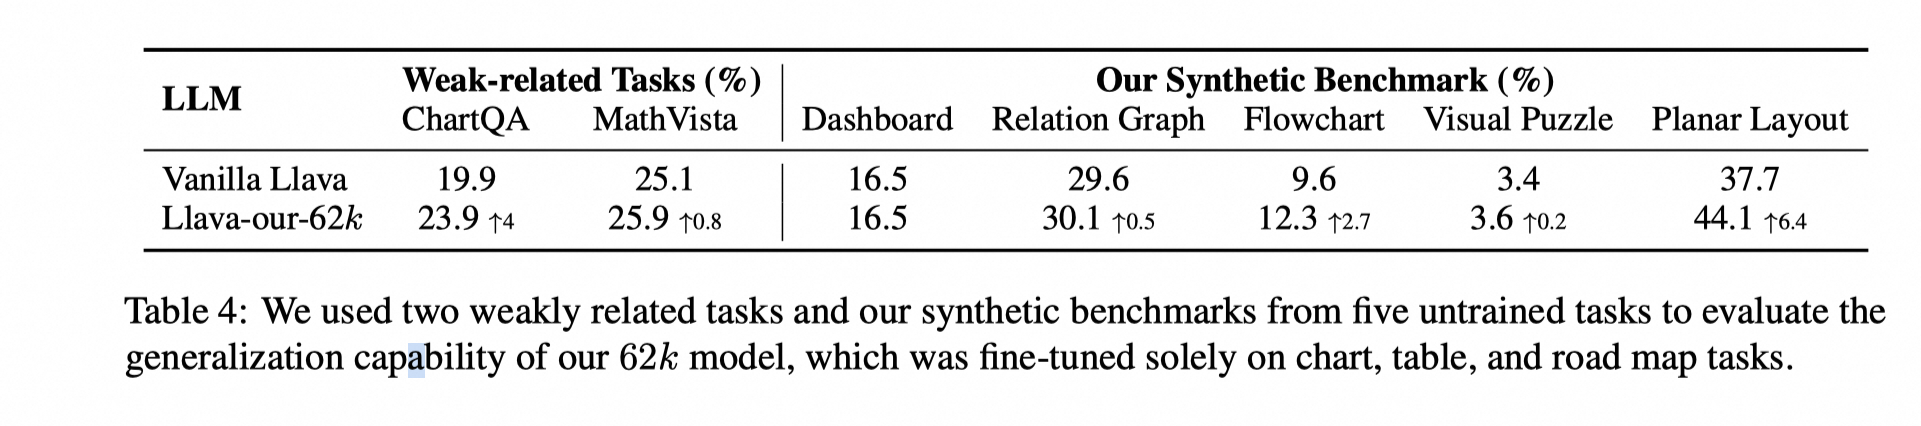 LLM Weak-related Tasks (%) Our Synthetic Benchmark (%)
ChartQA MathVista Dashboard Relation Graph Flowchart Visual Puzzle Planar Layout
Vanilla Llava 19.9 25.1 16.5 29.6 9.6 3.4 37.7
Llava-our-62k 23.9 ↑4 25.9 ↑0.8 16.5 30.1 ↑0.5 12.3 ↑2.7 3.6 ↑0.2 44.1 ↑6.4
Table 4: We used two weakly related tasks and our synthetic benchmarks from five untrained tasks to evaluate the
generalization capability of our 62k model, which was fine-tuned solely on chart, table, and road map tasks.